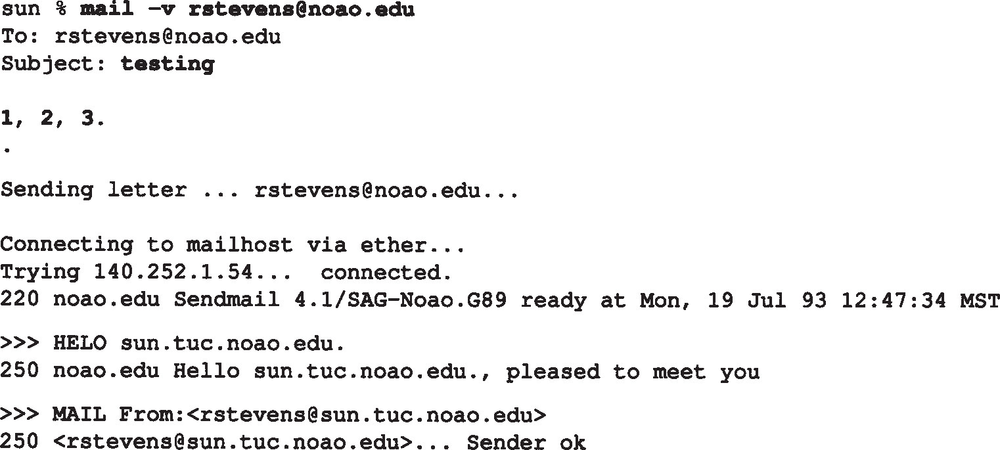 sun % mail -v rstevens@noao.edu
To: rstevens@noao.edu
Subject: testing
1, 2, 3.
.
Sending letter ... rstevens@noao.edu...
Connecting to mailhost via ether...
Trying 140.252.1.54... connected.
220 noao.edu Sendmail 4.1/SAG-Noao.G89 ready at Mon, 19 Jul 93 12:47:34 MST
>>> HELO sun.tuc.noao.edu.
250 noao.edu Hello sun.tuc.noao.edu., pleased to meet you
>>> MAIL From:<rstevens@sun.tuc.noao.edu>
250 <rstevens@sun.tuc.noao.edu>... Sender ok